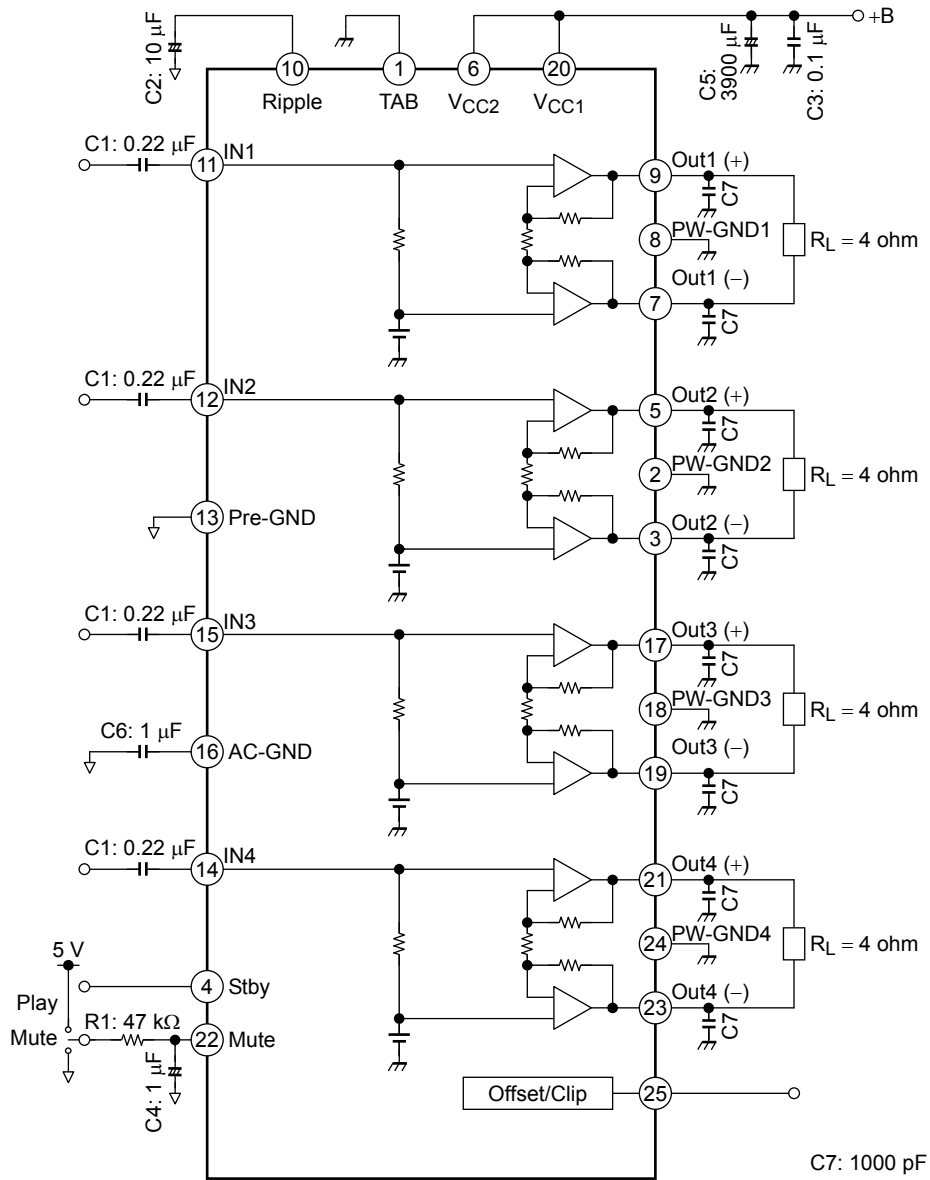 C2: 10 μF
+B
C5: 3900 μF
C3: 0.1 μF
10
1
6
20
Ripple
TAB
VCC2
VCC1
C1: 0.22 μF
11
IN1
9
Out1 (+)
C7
8
PW-GND1
RL = 4 ohm
7
Out1 (−)
C7
C1: 0.22 μF
12
IN2
5
Out2 (+)
C7
2
PW-GND2
RL = 4 ohm
13
Pre-GND
3
Out2 (−)
C7
C1: 0.22 μF
15
IN3
17
Out3 (+)
C7
18
PW-GND3
RL = 4 ohm
C6: 1 μF
16
AC-GND
19
Out3 (−)
C7
C1: 0.22 μF
14
IN4
21
Out4 (+)
C7
24
PW-GND4
RL = 4 ohm
5 V
4
Stby
23
Out4 (−)
C7
Play
Mute
R1: 47 kΩ
22
Mute
C4: 1 μF
Offset/Clip
25
C7: 1000 pF